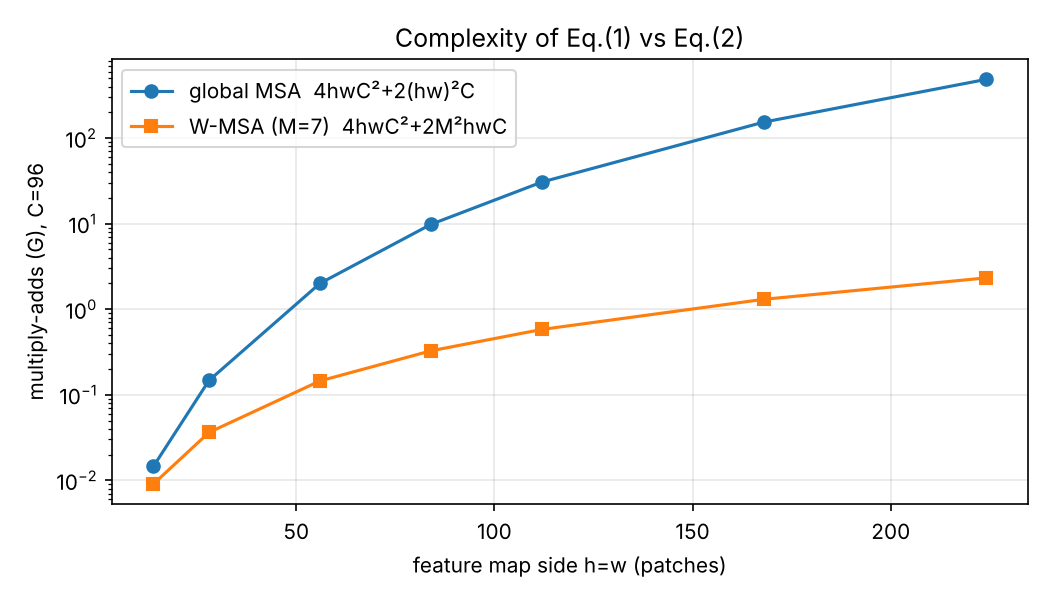 Complexity of Eq.(1) vs Eq.(2)
global MSA  4hwC²+2(hw)²C
W-MSA (M=7)  4hwC²+2M²hwC
multiply-adds (G), C=96
10²
10¹
10⁰
10⁻¹
10⁻²
50 100 150 200
feature map side h=w (patches)